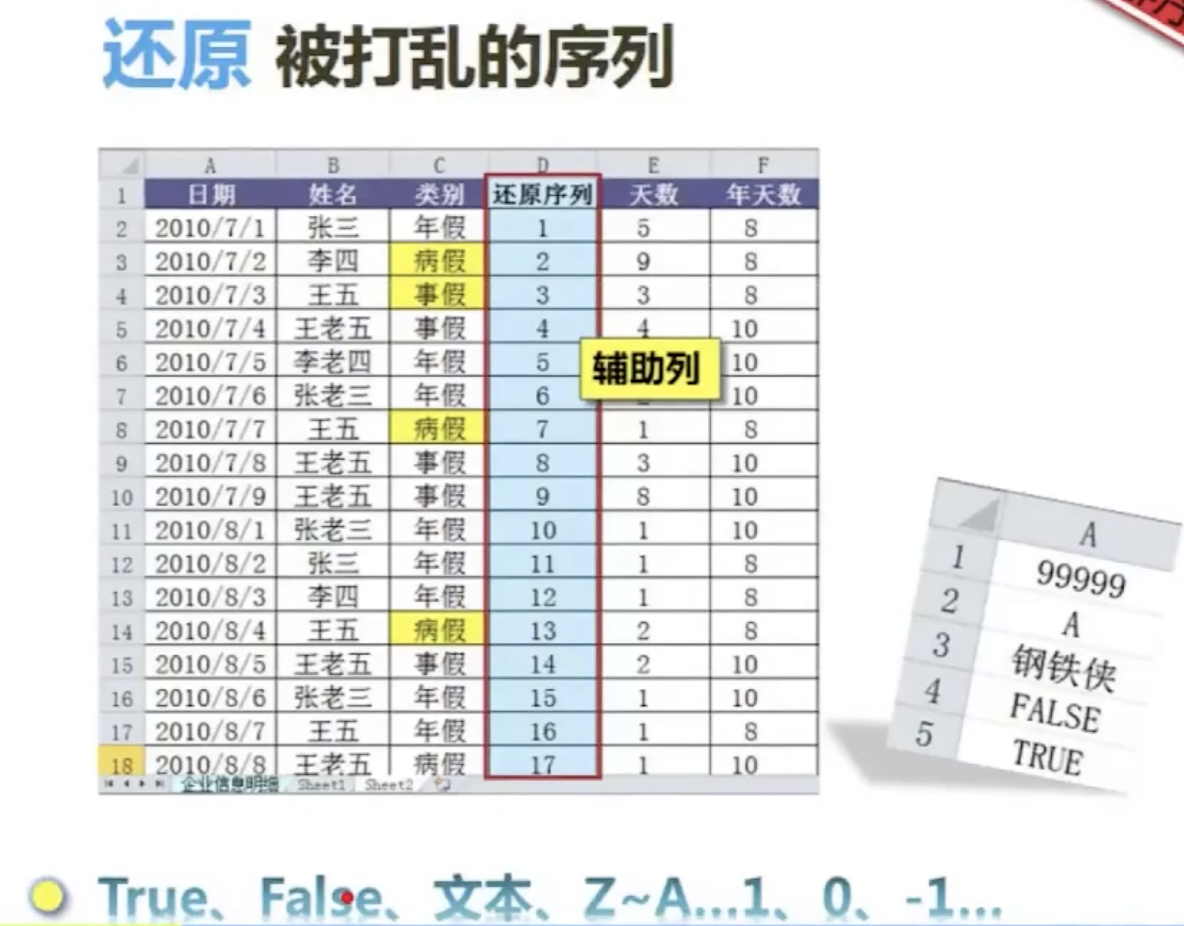 还原 被打乱的序列
A B C D E F
1 日期 姓名 类别 还原序列 天数 年天数
2 2010/7/1 张三 年假 1 5 8
3 2010/7/2 李四 病假 2 9 8
4 2010/7/3 王五 事假 3 3 8
5 2010/7/4 王老五 事假 4 4 10
6 2010/7/5 李老四 年假 5 10
辅助列
7 2010/7/6 张老三 年假 6 10
8 2010/7/7 王五 病假 7 1 8
9 2010/7/8 王老五 事假 8 3 10
10 2010/7/9 王老五 事假 9 8 10
11 2010/8/1 张老三 年假 10 1 10
12 2010/8/2 张三 年假 11 1 8
13 2010/8/3 李四 年假 12 1 8
14 2010/8/4 王五 病假 13 2 8
15 2010/8/5 王老五 事假 14 2 10
16 2010/8/6 张老三 年假 15 1 10
17 2010/8/7 王五 年假 16 1 8
18 2010/8/8 王老五 病假 17 1 10
企业信息明细 Sheet1 Sheet2
A
1 99999
2 A
3 钢铁侠
4 FALSE
5 TRUE
True、False、文本、Z~A...1、0、-1...